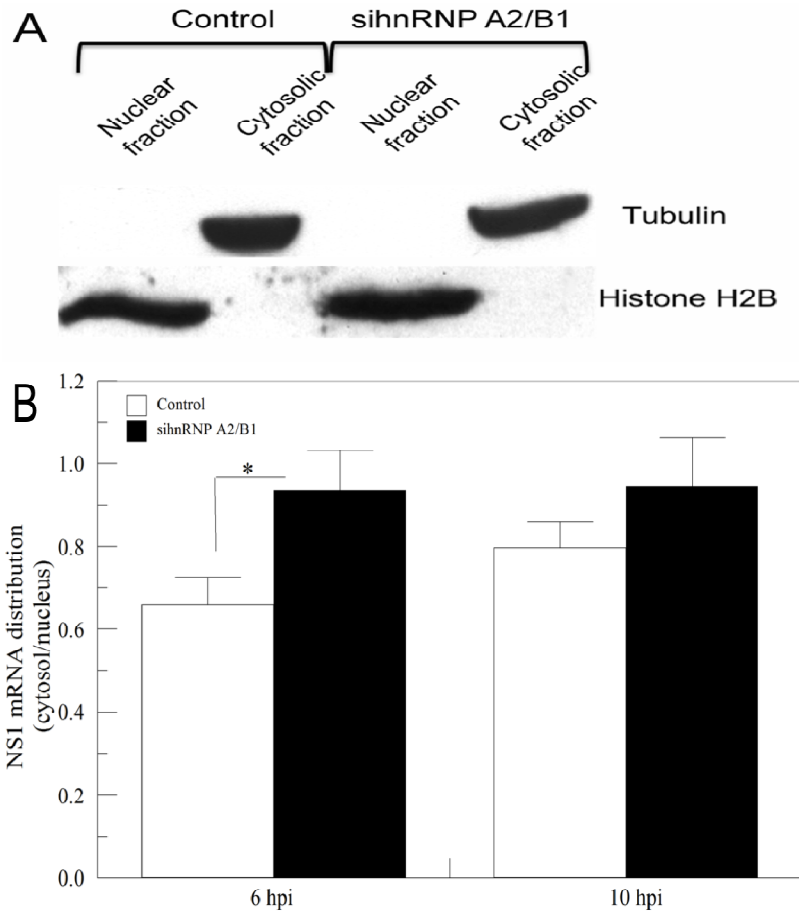 A
Control
sihnRNP A2/B1
Nuclear
fraction
Cytosolic
fraction
Nuclear
fraction
Cytosolic
fraction
Tubulin
Histone H2B
B
Control
sihnRNP A2/B1
*
1.2
1.0
0.8
0.6
0.4
0.2
0.0
NS1 mRNA distribution
(cytosol/nucleus)
6 hpi
10 hpi